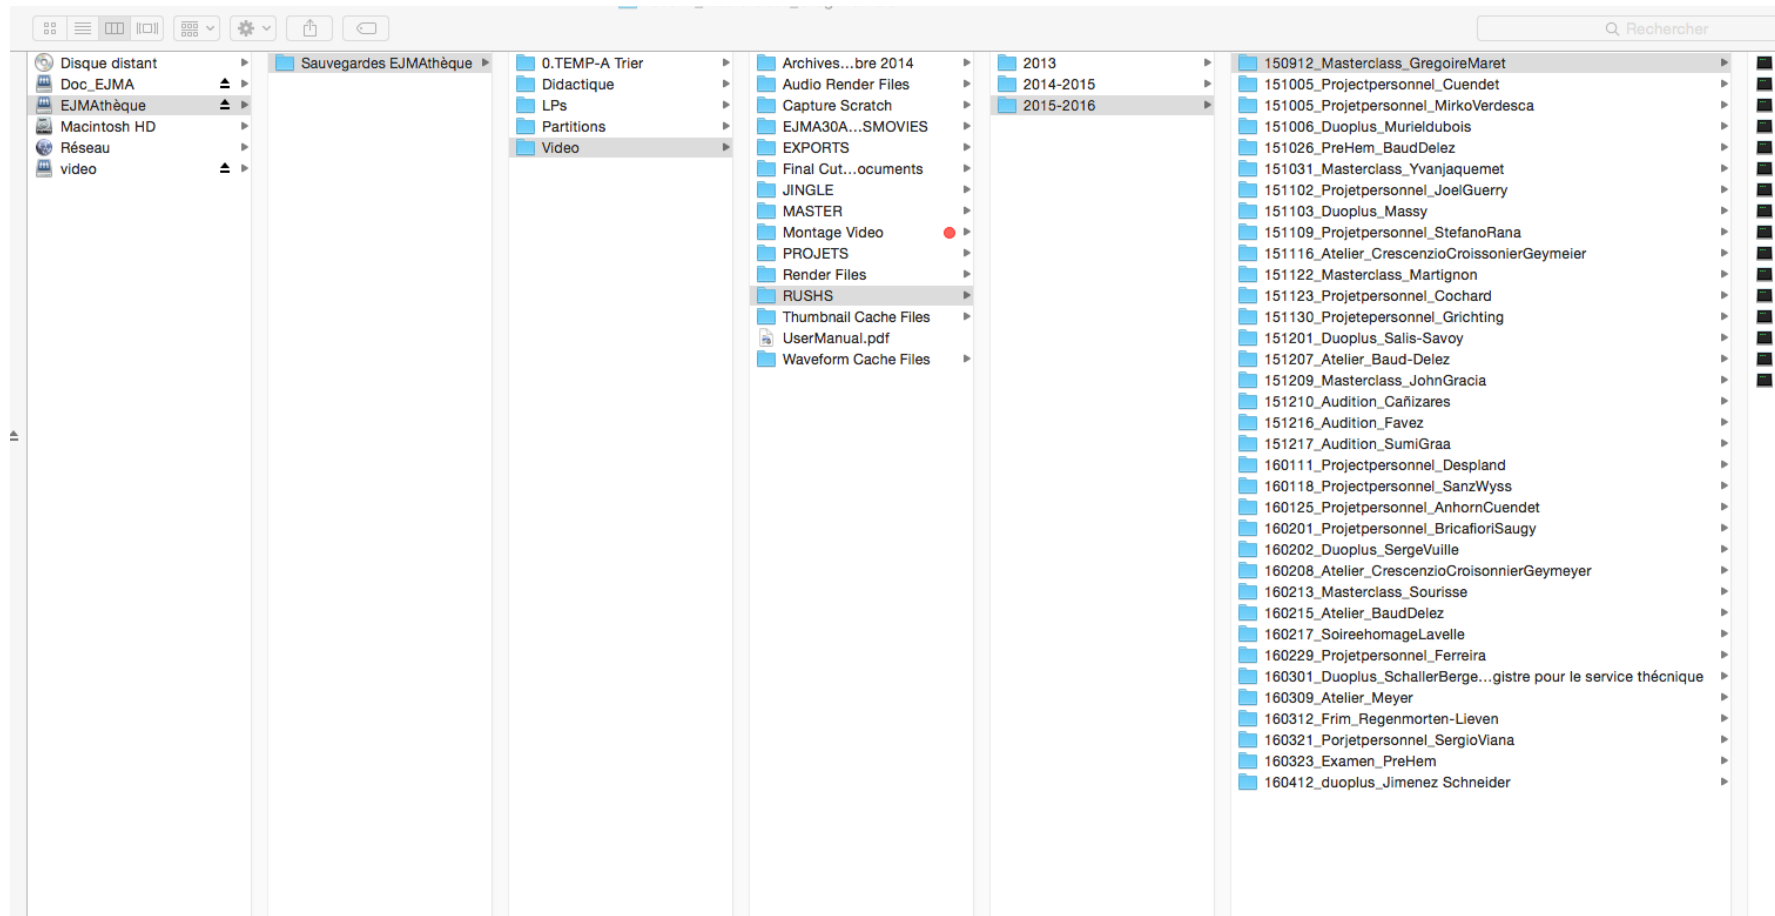 Rechercher
Disque distant
Doc_EJMA
EJMAthèque
Macintosh HD
Réseau
video
Sauvegardes EJMAthèque
0.TEMP-A Trier
Didactique
LPs
Partitions
Video
Archives...bre 2014
Audio Render Files
Capture Scratch
EJMA30A...SMOVIES
EXPORTS
Final Cut...ocuments
JINGLE
MASTER
Montage Video
PROJETS
Render Files
RUSHS
Thumbnail Cache Files
UserManual.pdf
Waveform Cache Files
2013
2014-2015
2015-2016
150912_Masterclass_GregoireMaret
151005_Projectpersonnel_Cuendet
151005_Projetpersonnel_MirkoVerdesca
151006_Duoplus_Murieldubois
151026_PreHem_BaudDelez
151031_Masterclass_Yvanjaquemet
151102_Projetpersonnel_JoelGuerry
151103_Duoplus_Massy
151109_Projetpersonnel_StefanoRana
151116_Atelier_CrescenzioCroissonierGeymeier
151122_Masterclass_Martignon
151123_Projetpersonnel_Cochard
151130_Projetepersonnel_Grichting
151201_Duoplus_Salis-Savoy
151207_Atelier_Baud-Delez
151209_Masterclass_JohnGracia
151210_Audition_Cañizares
151216_Audition_Favez
151217_Audition_SumiGraa
160111_Projectpersonnel_Despland
160118_Projectpersonnel_SanzWyss
160125_Projetpersonnel_AnhornCuendet
160201_Projetpersonnel_BricafioriSaugy
160202_Duoplus_SergeVuille
160208_Atelier_CrescenzioCroisonnierGeymeyer
160213_Masterclass_Sourisse
160215_Atelier_BaudDelez
160217_SoireehomageLavelle
160229_Projetpersonnel_Ferreira
160301_Duoplus_SchallerBerge...gistre pour le service thécnique
160309_Atelier_Meyer
160312_Frim_Regenmorten-Lieven
160321_Porjetpersonnel_SergioViana
160323_Examen_PreHem
160412_duoplus_Jimenez Schneider